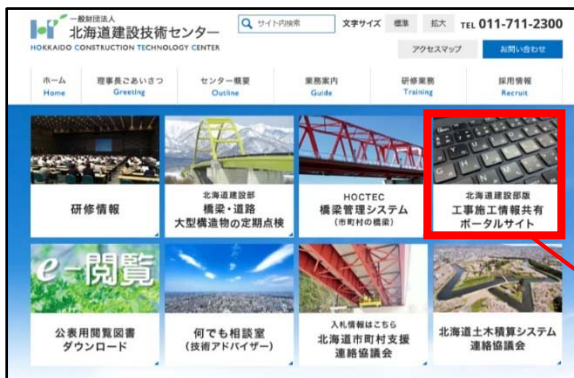 一般財団法人
北海道建設技術センター
HOKKAIDO CONSTRUCTION TECHNOLOGY CENTER
サイト内検索
文字サイズ 標準 拡大 TEL 011-711-2300
アクセスマップ お問い合わせ
ホーム 理事長ごあいさつ センター概要 業務案内 研修業務 採用情報
Home Greeting Outline Guide Training Recruit
研修情報
北海道建設部
橋梁・道路
大型構造物の定期点検
HOCTEC
橋梁管理システム
(市町村の橋梁)
北海道建設部版
工事施工情報共有
ポータルサイト
e-閲覧
公表用閲覧図書
ダウンロード
何でも相談室
(技術アドバイザー)
入札情報はこちら
北海道市町村支援
連絡協議会
北海道土木積算システム
連絡協議会